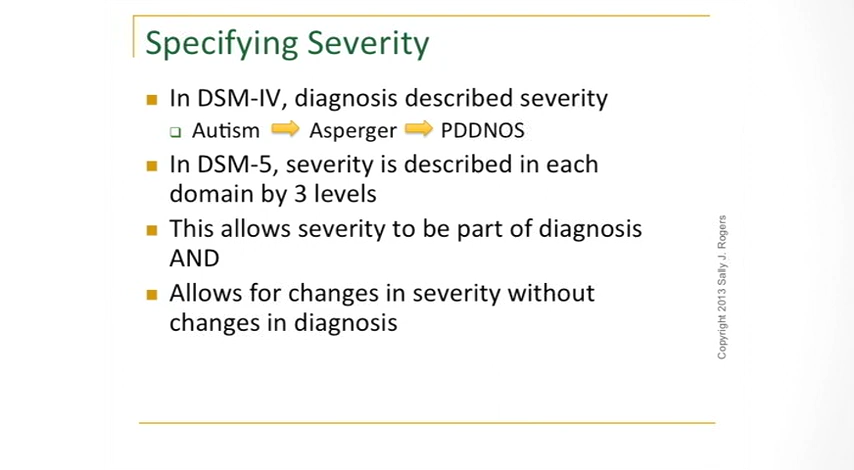 Specifying Severity
In DSM-IV, diagnosis described severity
Autism Asperger PDDNOS
In DSM-5, severity is described in each
domain by 3 levels
This allows severity to be part of diagnosis
AND
Allows for changes in severity without
changes in diagnosis
Copyright 2013 Sally J. Rogers